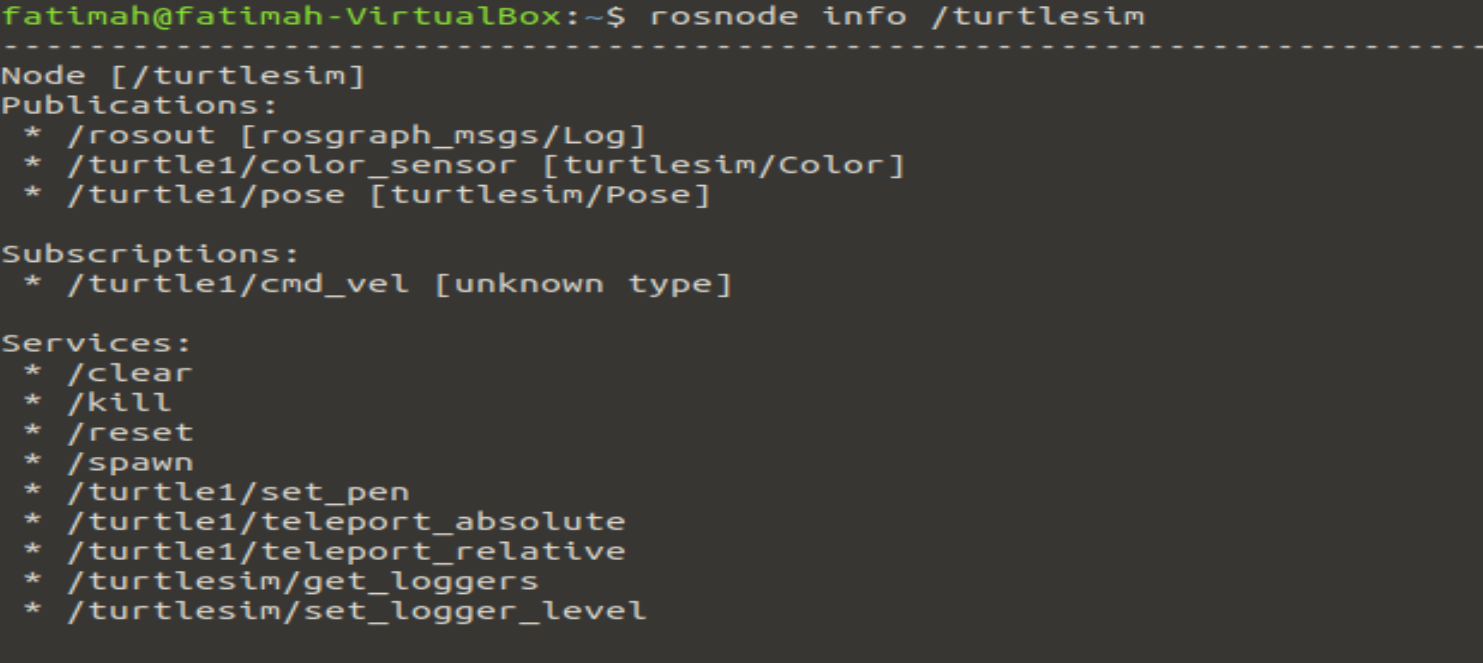 fatimah@fatimah-VirtualBox:~$ rosnode info /turtlesim
--------------------------------------------------------------------------------
Node [/turtlesim]
Publications:
 * /rosout [rosgraph_msgs/Log]
 * /turtle1/color_sensor [turtlesim/Color]
 * /turtle1/pose [turtlesim/Pose]

Subscriptions:
 * /turtle1/cmd_vel [unknown type]

Services:
 * /clear
 * /kill
 * /reset
 * /spawn
 * /turtle1/set_pen
 * /turtle1/teleport_absolute
 * /turtle1/teleport_relative
 * /turtlesim/get_loggers
 * /turtlesim/set_logger_level